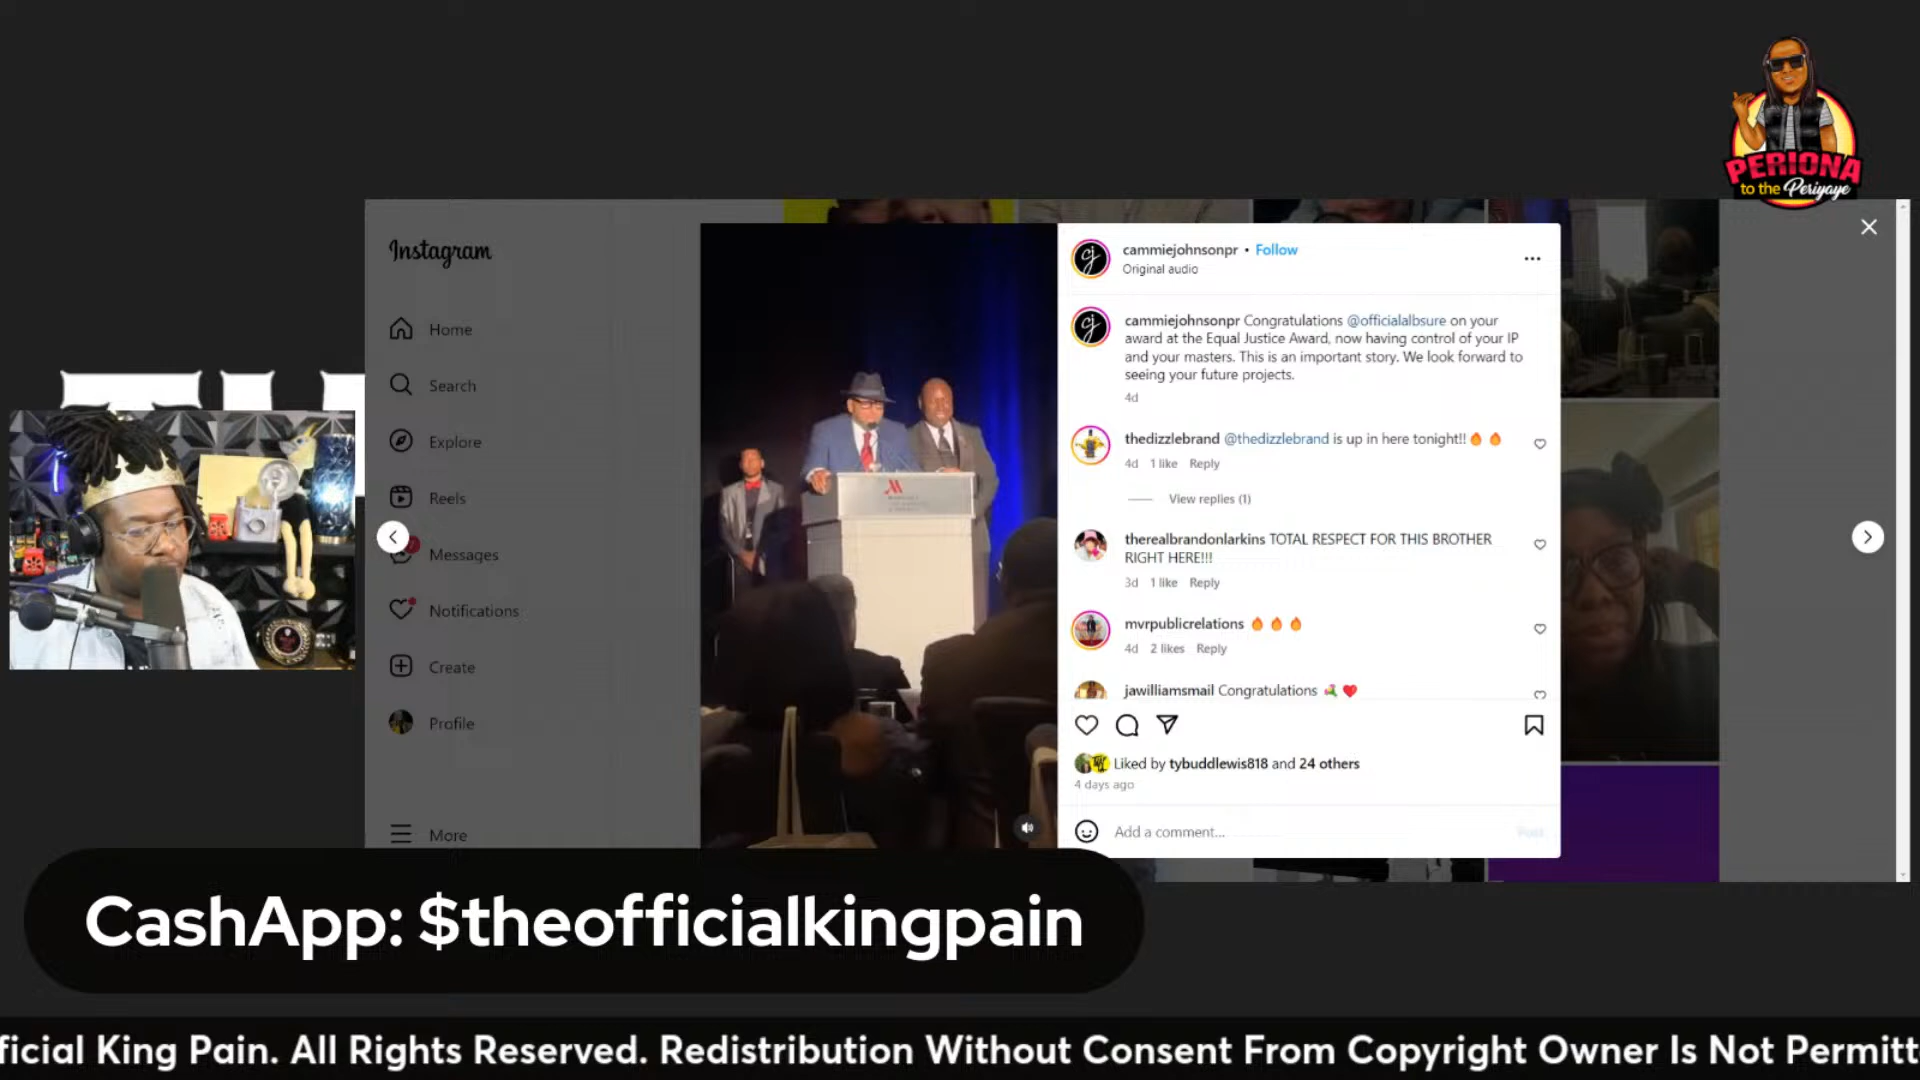 PERIONA
to the Periyaye
Instagram
Home
Search
Explore
Reels
Messages
Notifications
Create
Profile
More
MARRIOTT
cammiejohnsonpr • Follow
Original audio
cammiejohnsonpr Congratulations @officialalbsure on your
award at the Equal Justice Award, now having control of your IP
and your masters. This is an important story. We look forward to
seeing your future projects.
4d
thedizzlebrand @thedizzlebrand is up in here tonight!! 🔥 🔥
4d 1 like Reply
View replies (1)
therealbrandonlarkins TOTAL RESPECT FOR THIS BROTHER
RIGHT HERE!!!
3d 1 like Reply
mvrpublicrelations 🔥 🔥 🔥
4d 2 likes Reply
jawilliamsmail Congratulations 💐 ❤️
Liked by tybuddlewis818 and 24 others
4 days ago
Add a comment...
Post
CashApp: $theofficialkingpain
ficial King Pain. All Rights Reserved. Redistribution Without Consent From Copyright Owner Is Not Permitt